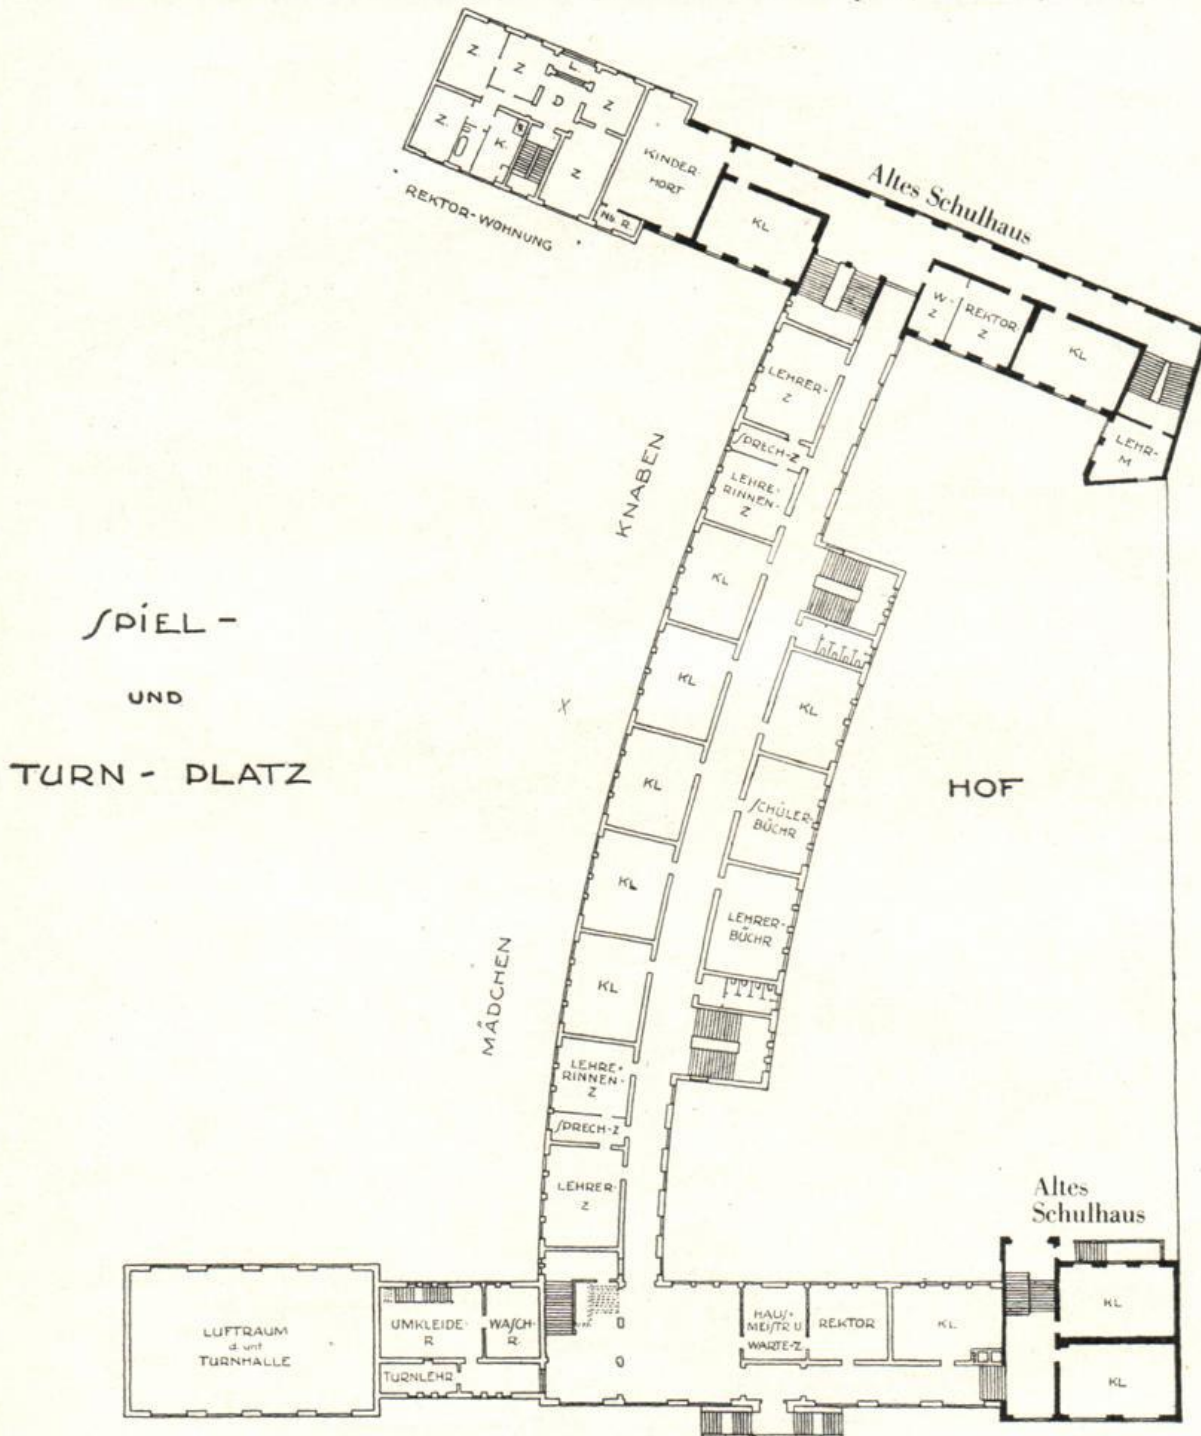 Z.
Z
L.
D
Z
Z.
K.
Z
KINDER-
HORT
Nb
R.
REKTOR-WOHNUNG
Altes Schulhaus
KL
W-
Z
REKTOR-
Z
KL
LEHR-
M
LEHRER-
Z
SPRECH-Z
LEHRE-
RINNEN-
Z
KNABEN
KL
KL
KL
KL
KL
KL
SCHÜLER-
BÜCHR
LEHRER-
BÜCHR
SPIEL-
UND
TURN - PLATZ
X
HOF
MÄDCHEN
LEHRE-
RINNEN-
Z
SPRECH-Z
LEHRER-
Z
Altes
Schulhaus
LUFTRAUM
d. unt
TURNHALLE
UMKLEIDE-
R
WASCH-
R.
TURNLEHR
HAUS-
MEISTR U
WARTE-Z
REKTOR
KL
KL
KL